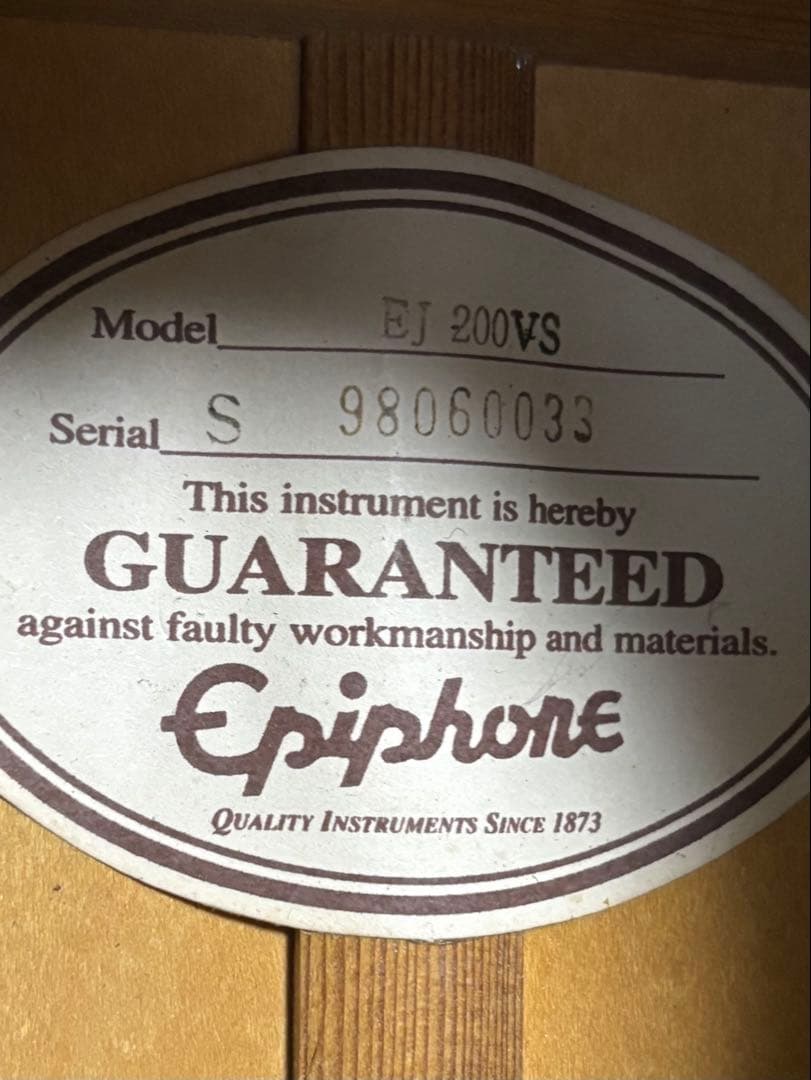 Model EJ 200VS
Serial S 98060033
This instrument is hereby
GUARANTEED
against faulty workmanship and materials.
Epiphone
QUALITY INSTRUMENTS SINCE 1873